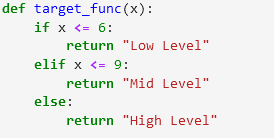 def target_func(x):
    if x <= 6:
        return "Low Level"
    elif x <= 9:
        return "Mid Level"
    else:
        return "High Level"